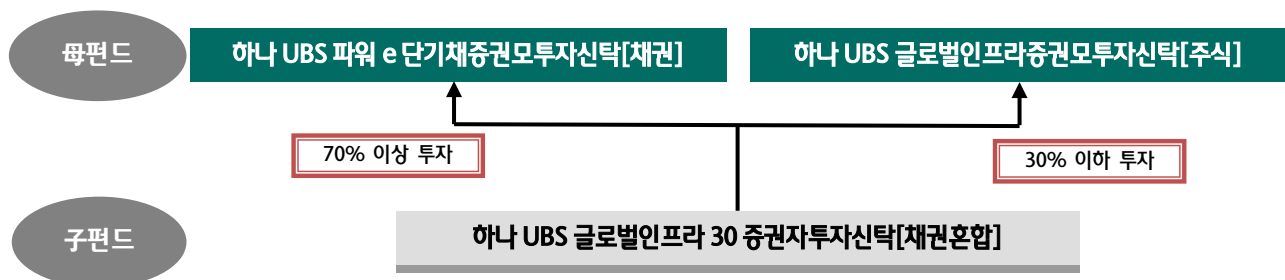 母펀드
하나 UBS 파워 e 단기채증권모투자신탁[채권]
하나 UBS 글로벌인프라증권모투자신탁[주식]
70% 이상 투자
30% 이하 투자
子펀드
하나 UBS 글로벌인프라 30 증권자투자신탁[채권혼합]